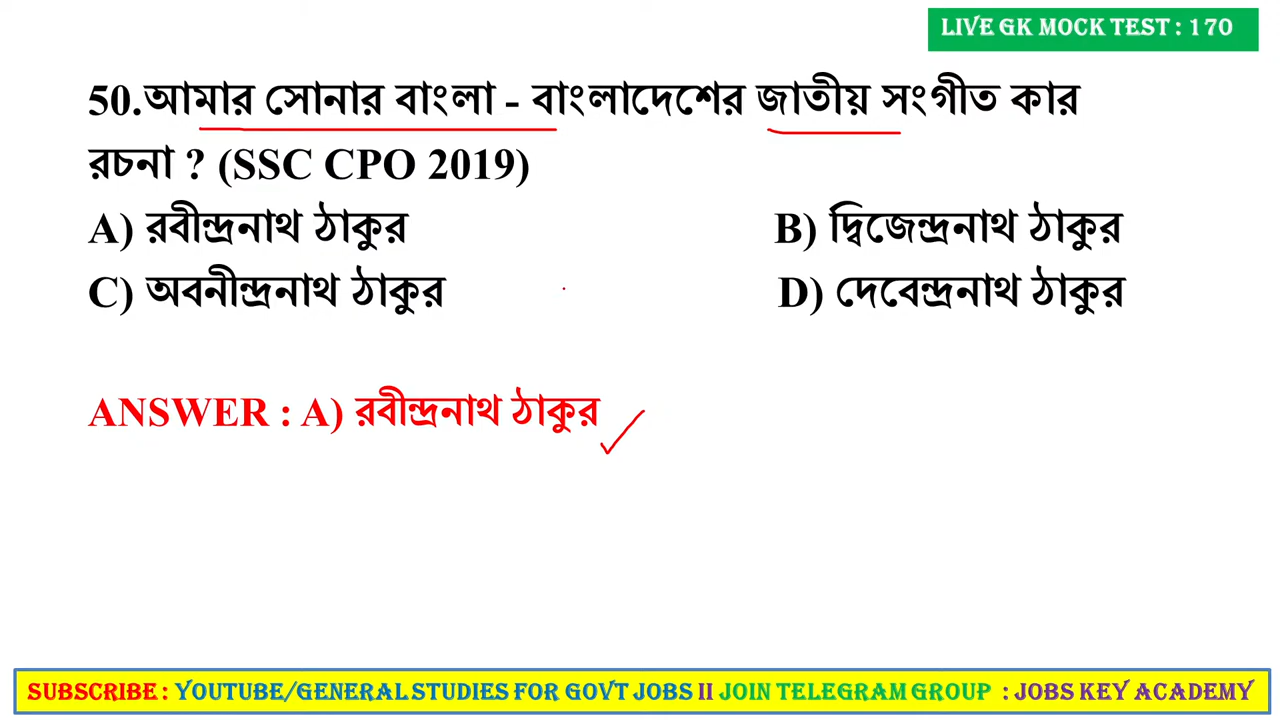 LIVE GK MOCK TEST : 170
50.আমার সোনার বাংলা - বাংলাদেশের জাতীয় সংগীত কার
রচনা ? (SSC CPO 2019)
A) রবীন্দ্রনাথ ঠাকুর B) দ্বিজেন্দ্রনাথ ঠাকুর
C) অবনীন্দ্রনাথ ঠাকুর D) দেবেন্দ্রনাথ ঠাকুর
ANSWER : A) রবীন্দ্রনাথ ঠাকুর
SUBSCRIBE : YOUTUBE/GENERAL STUDIES FOR GOVT JOBS II JOIN TELEGRAM GROUP : JOBS KEY ACADEMY